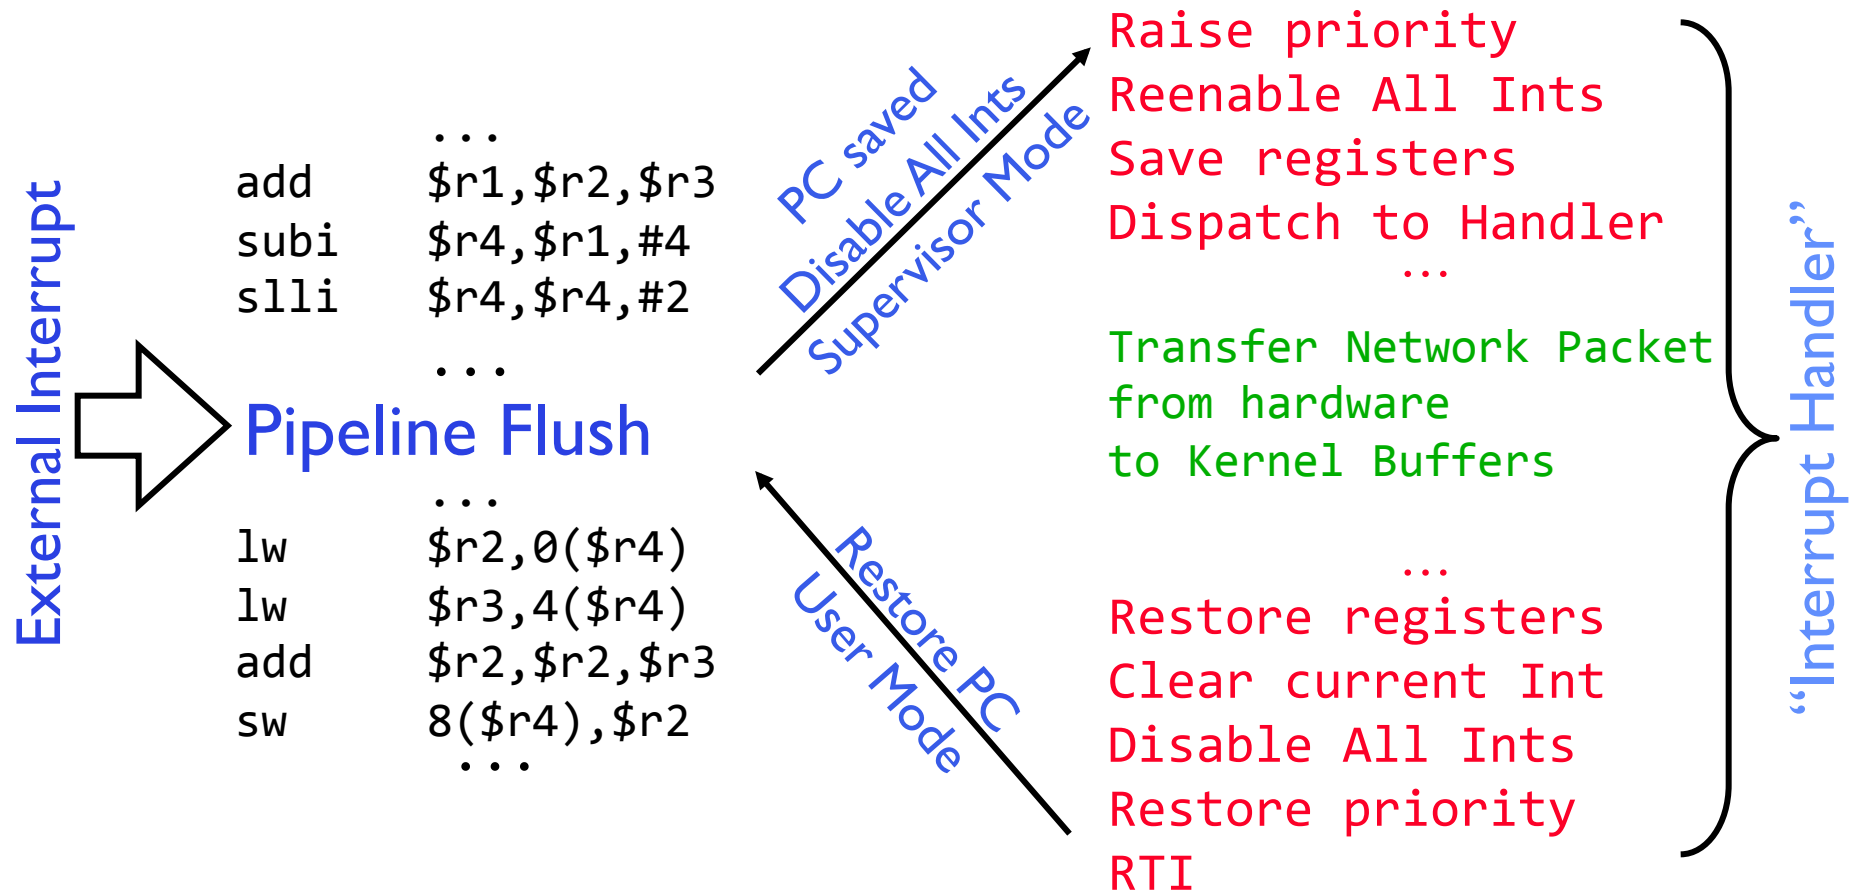 External Interrupt
...
add $r1,$r2,$r3
subi $r4,$r1,#4
slli $r4,$r4,#2
...
Pipeline Flush
...
lw $r2,0($r4)
lw $r3,4($r4)
add $r2,$r2,$r3
sw 8($r4),$r2
...
PC saved
Disable All Ints
Supervisor Mode
Restore PC
User Mode
Raise priority
Reenable All Ints
Save registers
Dispatch to Handler
...
Transfer Network Packet
from hardware
to Kernel Buffers
...
Restore registers
Clear current Int
Disable All Ints
Restore priority
RTI
“Interrupt Handler”